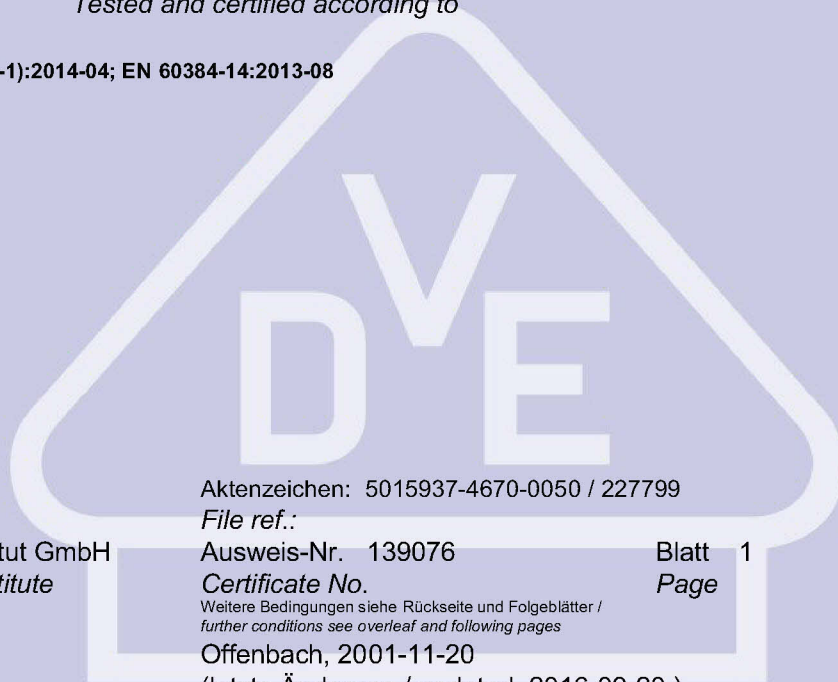 Tested and certified according to
-1):2014-04; EN 60384-14:2013-08
VDE
Aktenzeichen: 5015937-4670-0050 / 227799
File ref.:
tut GmbH Ausweis-Nr. 139076 Blatt 1
titute Certificate No. Page
Weitere Bedingungen siehe Rückseite und Folgeblätter /
further conditions see overleaf and following pages
Offenbach, 2001-11-20